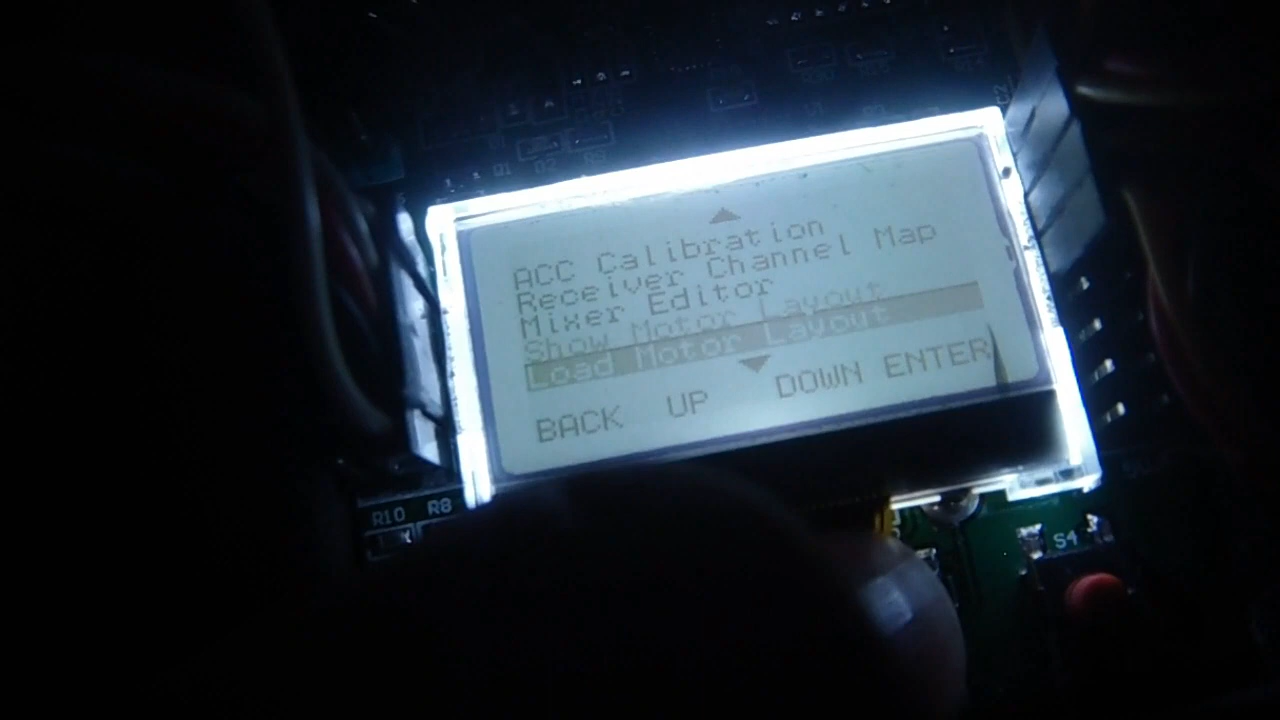 ACC Calibration
Receiver Channel Map
Mixer Editor
Show Motor Layout
Load Motor Layout
BACK UP DOWN ENTER
R10 R8
S4